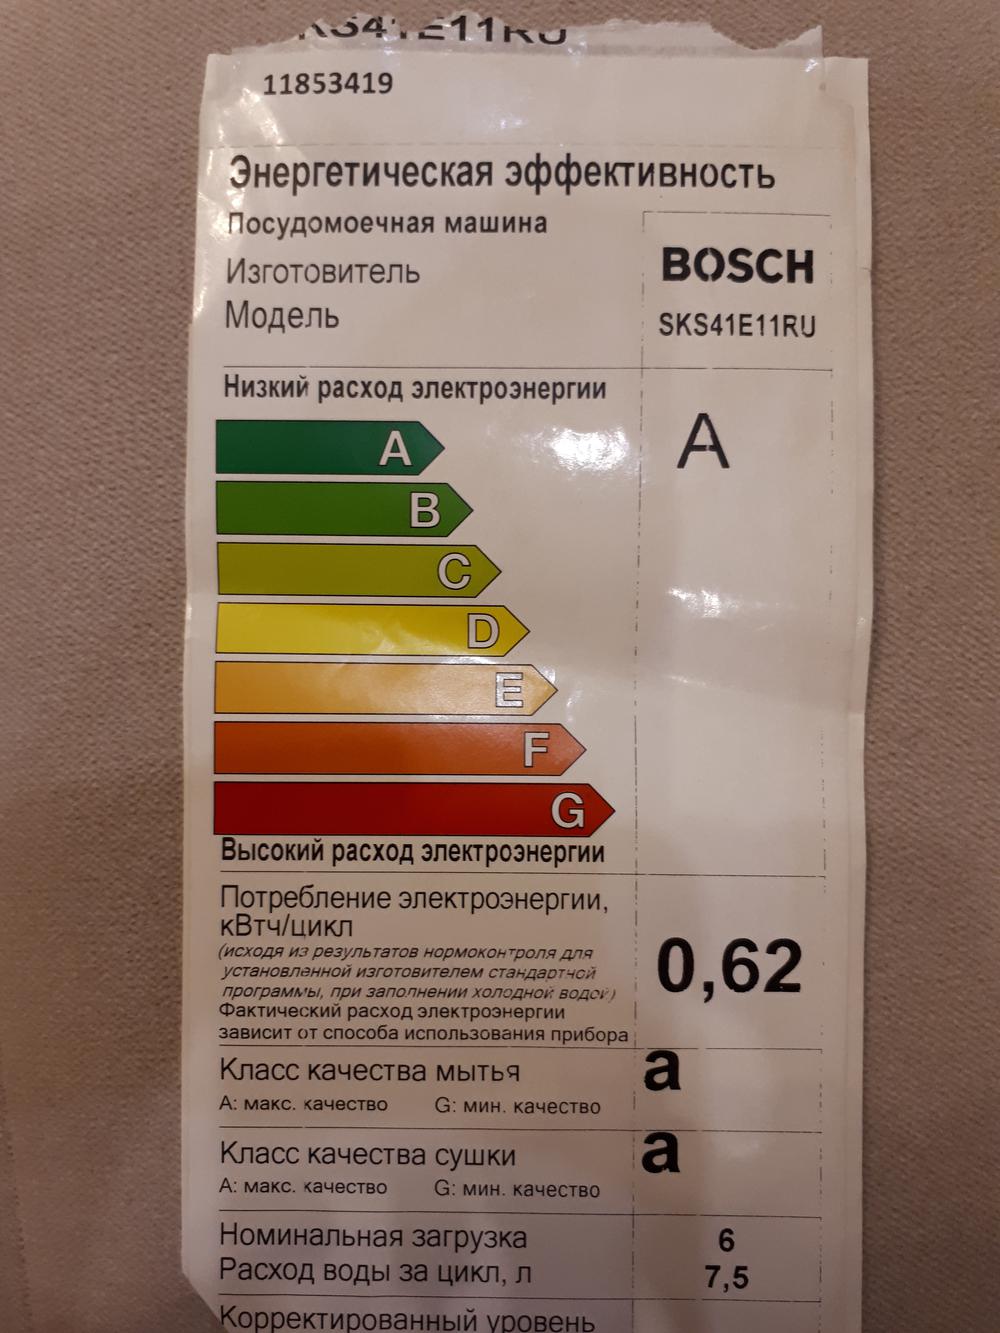 SKS41E11RU
11853419
Энергетическая эффективность
Посудомоечная машина
Изготовитель
BOSCH
Модель
SKS41E11RU
Низкий расход электроэнергии
A
A
B
C
D
E
F
G
Высокий расход электроэнергии
Потребление электроэнергии,
кВтч/цикл
(исходя из результатов нормоконтроля для
установленной изготовителем стандартной
программы, при заполнении холодной водой)
Фактический расход электроэнергии
зависит от способа использования прибора
0,62
Класс качества мытья
a
A: макс. качество G: мин. качество
Класс качества сушки
a
A: макс. качество G: мин. качество
Номинальная загрузка 6
Расход воды за цикл, л 7,5
Корректированный уровень